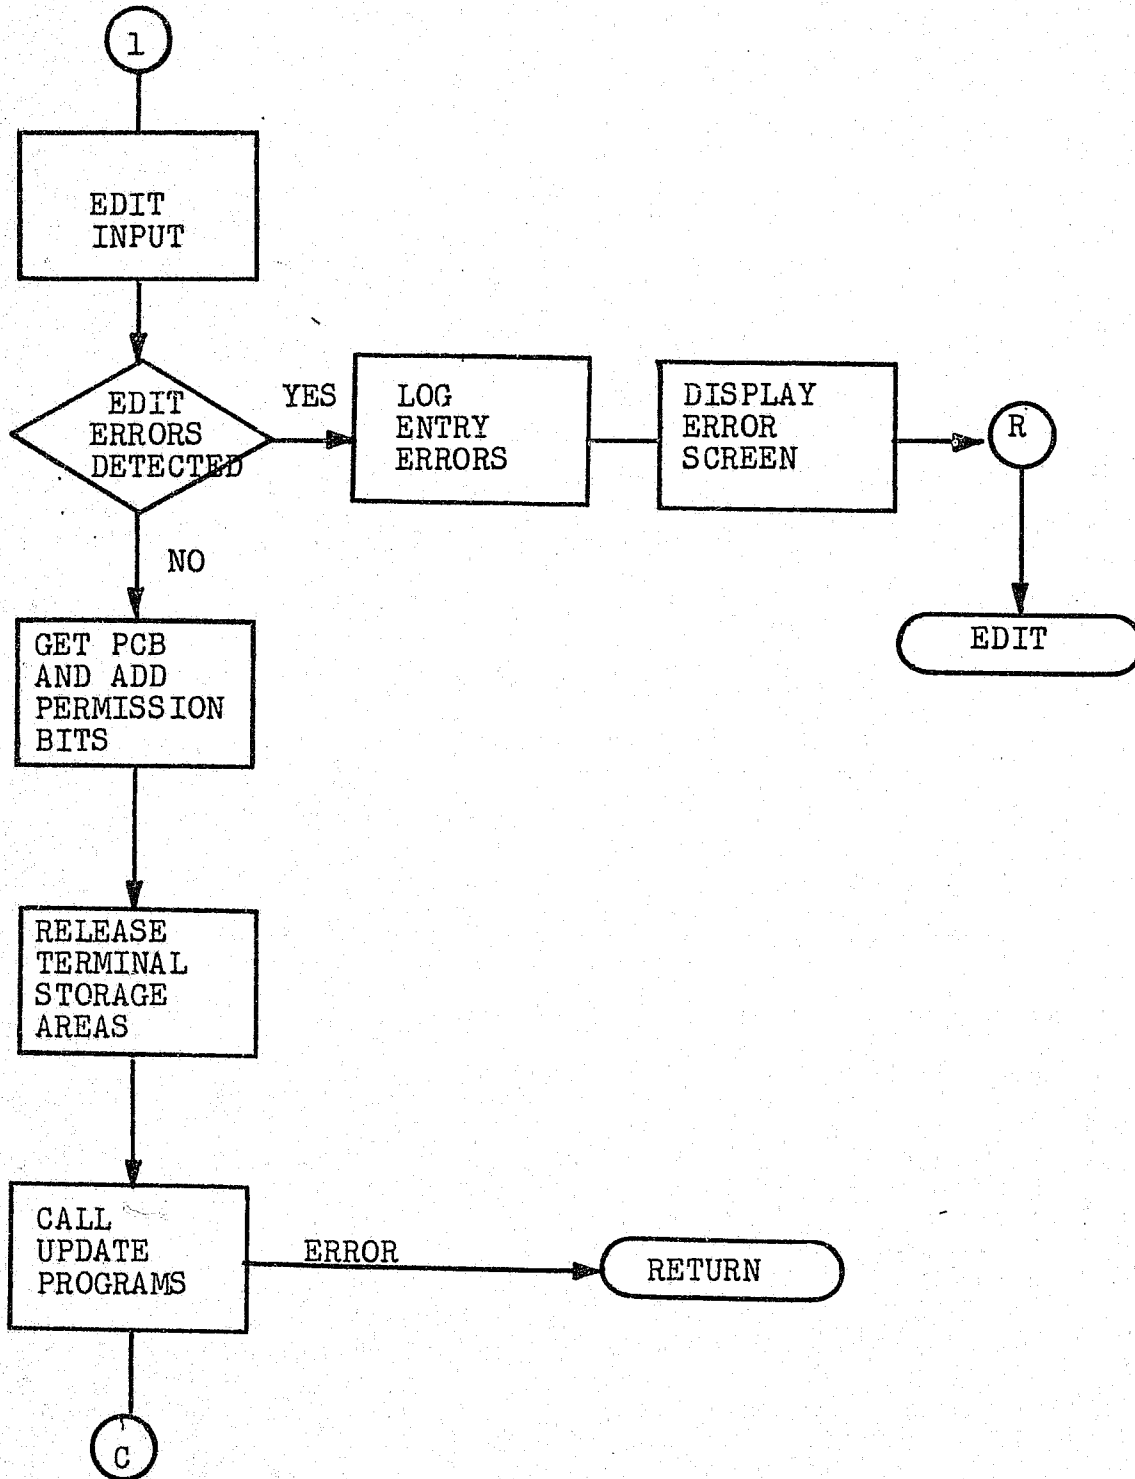 1
EDIT
INPUT
EDIT
ERRORS
DETECTED
YES
LOG
ENTRY
ERRORS
DISPLAY
ERROR
SCREEN
R
EDIT
NO
GET PCB
AND ADD
PERMISSION
BITS
RELEASE
TERMINAL
STORAGE
AREAS
CALL
UPDATE
PROGRAMS
ERROR
RETURN
C